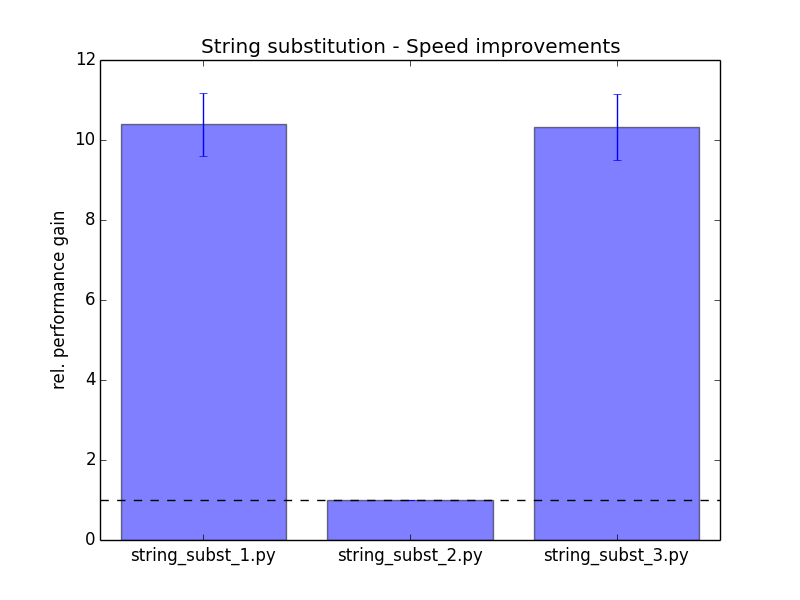 String substitution - Speed improvements
rel. performance gain
12
10
8
6
4
2
0
string_subst_1.py string_subst_2.py string_subst_3.py